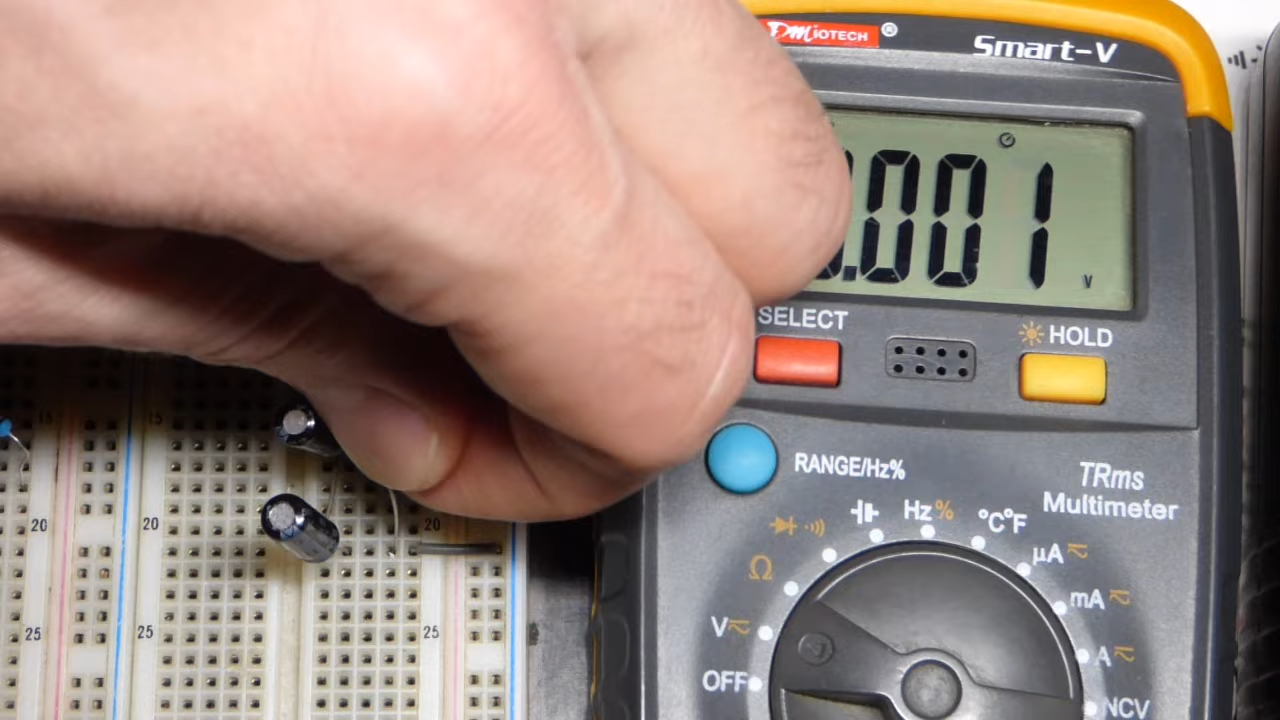 DMiOTECH ®
Smart-V
0.001
V
SELECT
HOLD
RANGE/Hz%
TRms
Multimeter
Hz %
°C°F
µA
Ω
mA
V
A
OFF
NCV
15
20
20
20
25
25
25